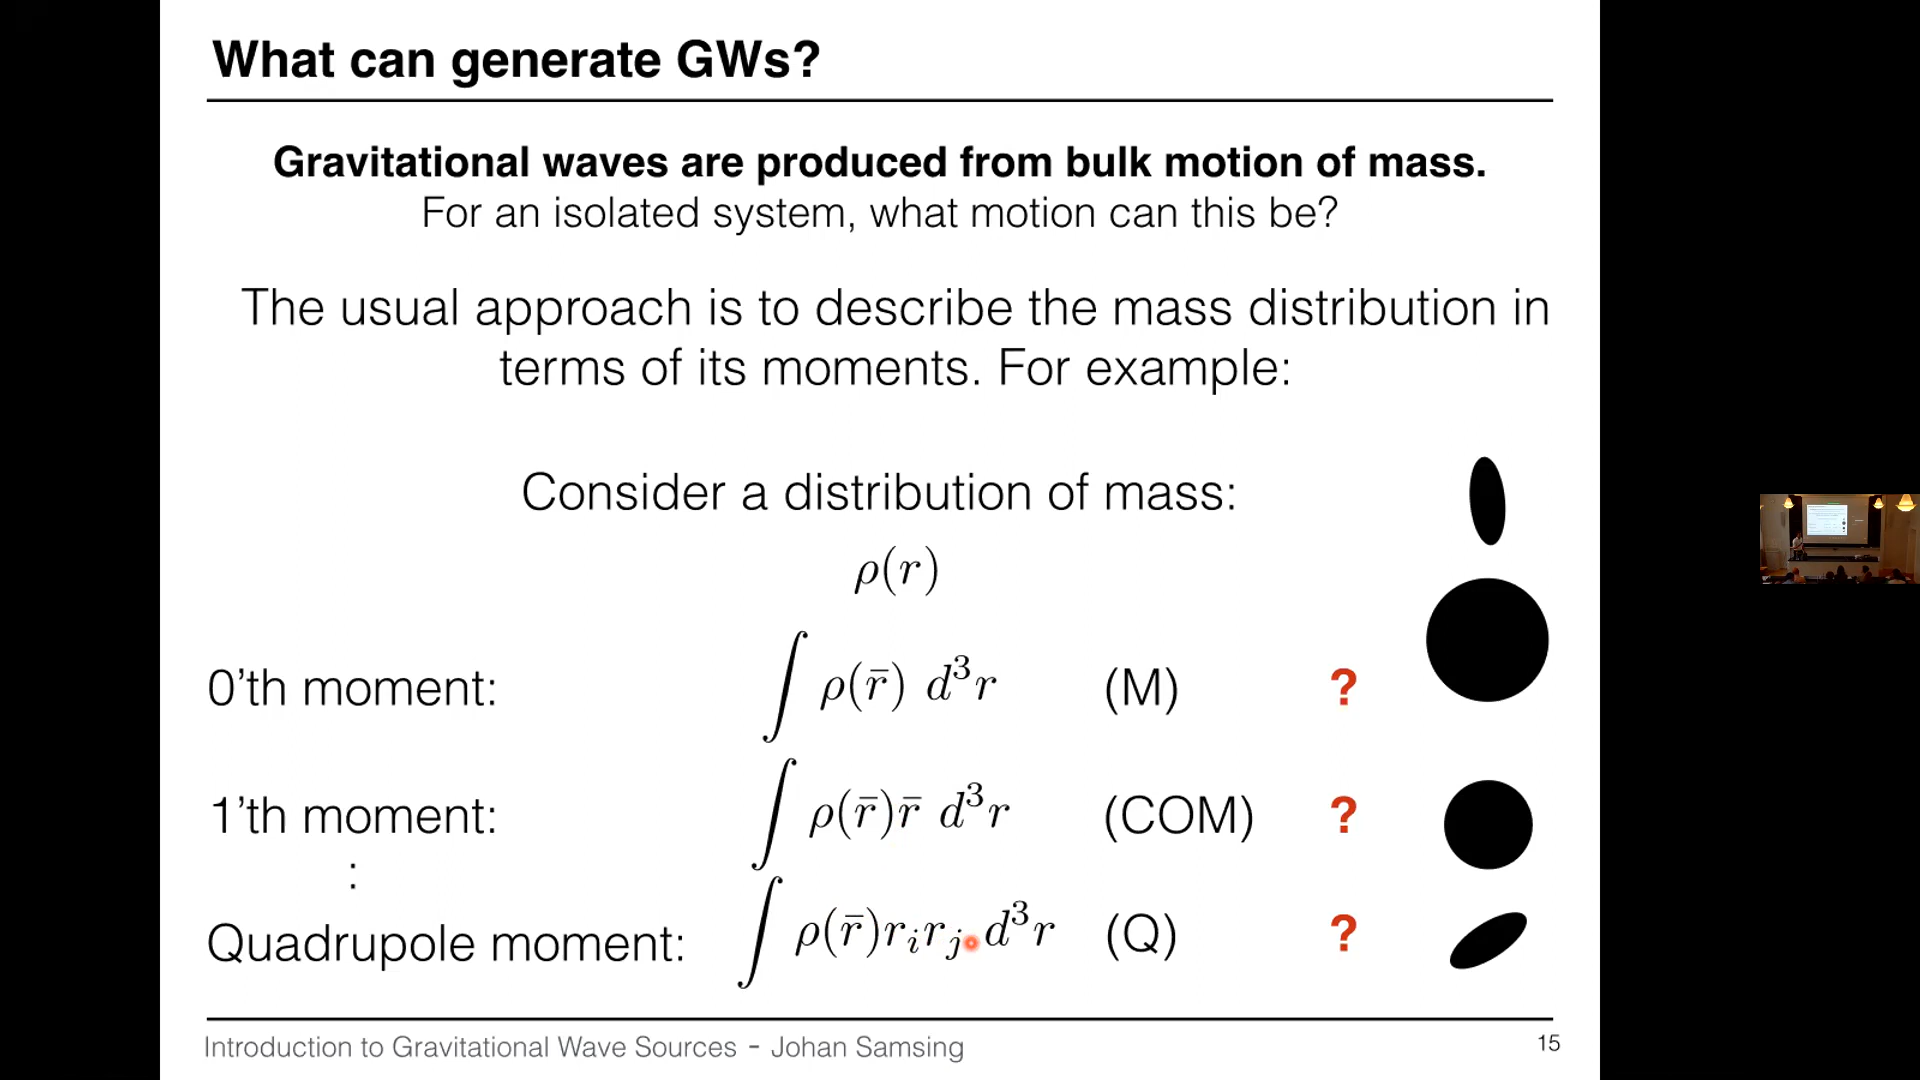 What can generate GWs?
Gravitational waves are produced from bulk motion of mass.
For an isolated system, what motion can this be?
The usual approach is to describe the mass distribution in
terms of its moments. For example:
Consider a distribution of mass:
ρ(r)
0’th moment: ∫ ρ(r̄) d³r (M) ?
1’th moment: ∫ ρ(r̄)r̄ d³r (COM) ?
:
Quadrupole moment: ∫ ρ(r̄)rᵢrⱼ d³r (Q) ?
Introduction to Gravitational Wave Sources - Johan Samsing 15